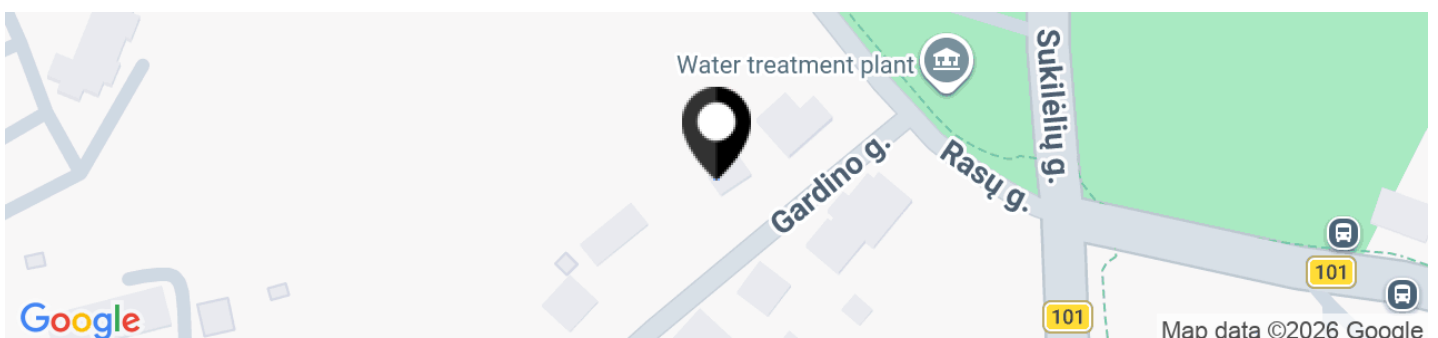 Water treatment plant
Sukilėlių g.
Gardino g.
Rasų g.
101
101
Google
Map data ©2026 Google